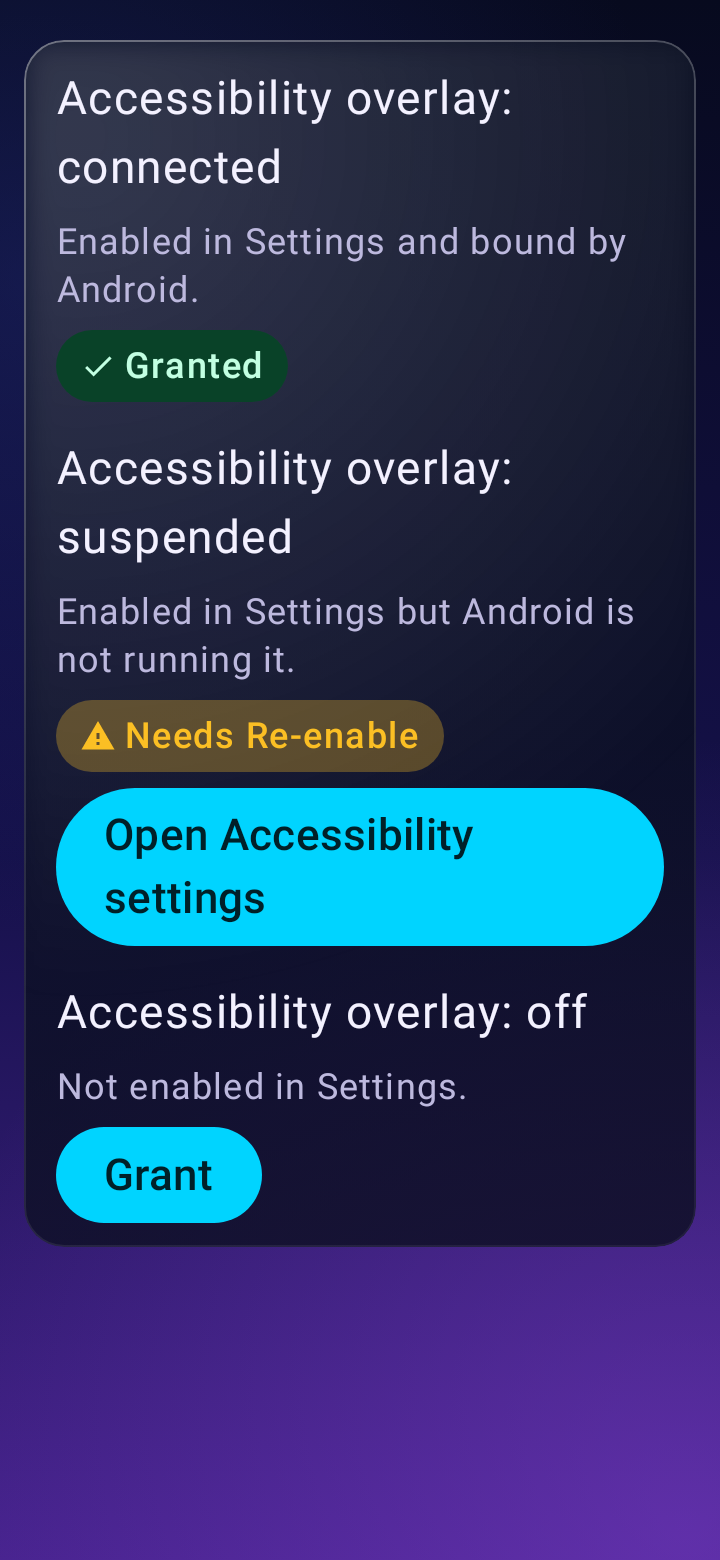 Accessibility overlay:
connected
Enabled in Settings and bound by
Android.
Granted
Accessibility overlay:
suspended
Enabled in Settings but Android is
not running it.
Needs Re-enable
Open Accessibility
settings
Accessibility overlay: off
Not enabled in Settings.
Grant